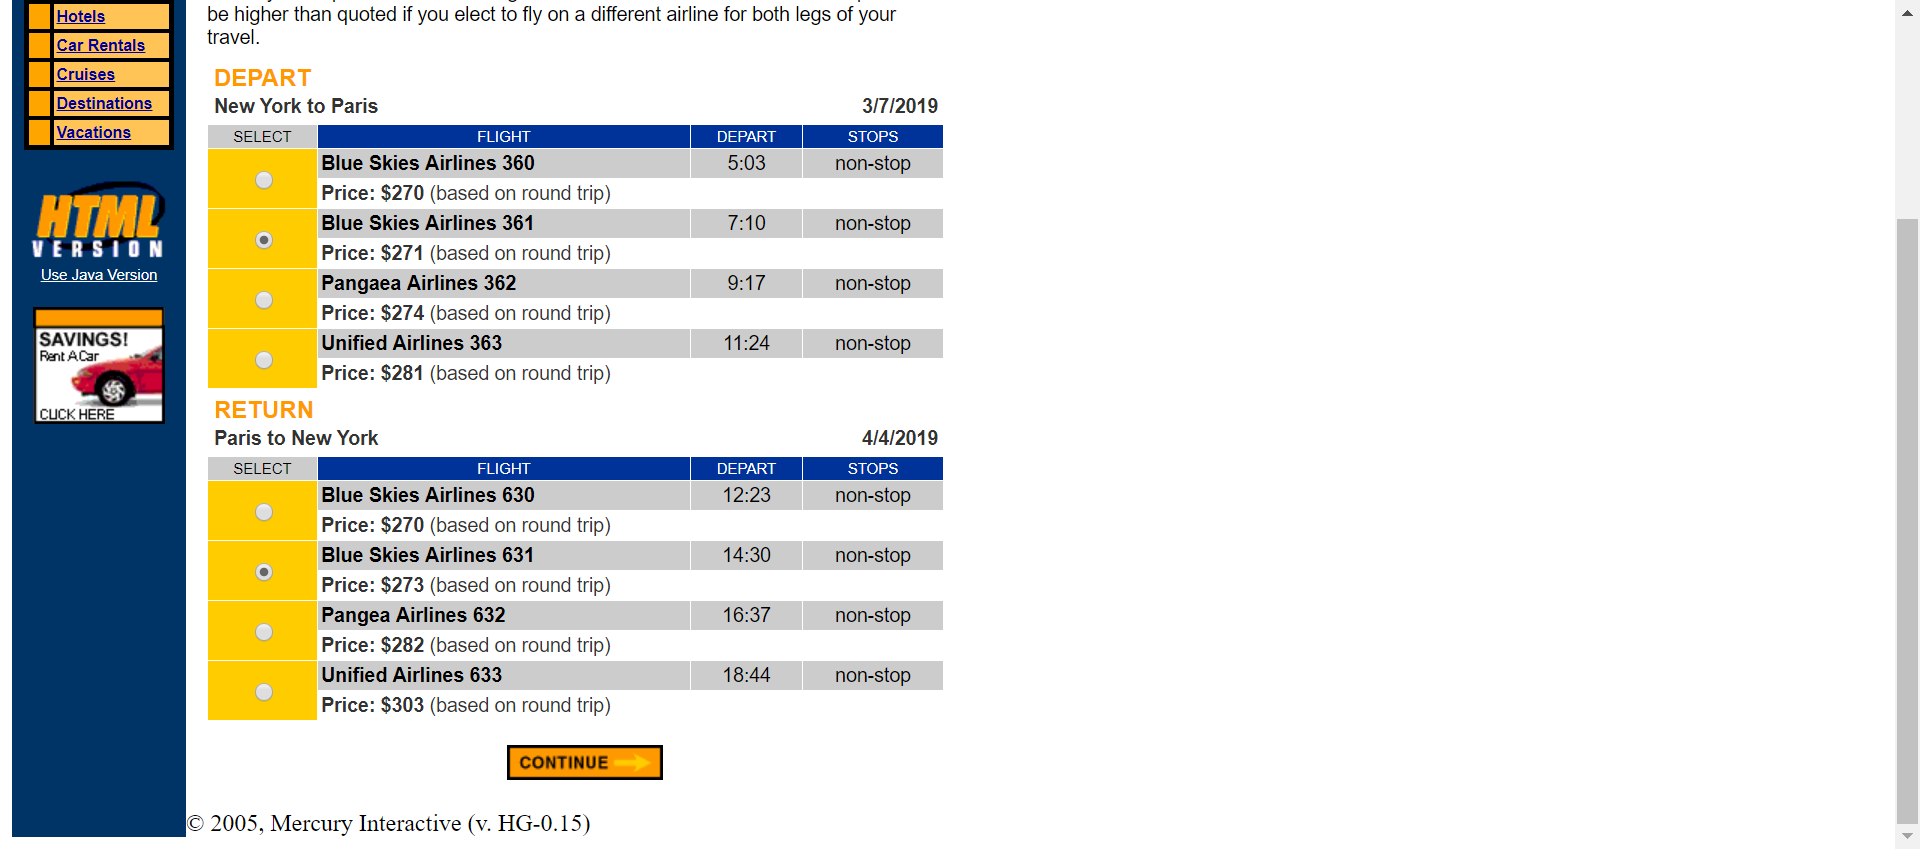 Hotels
Car Rentals
Cruises
Destinations
Vacations
HTML
VERSION
Use Java Version
SAVINGS!
Rent A Car
CLICK HERE
be higher than quoted if you elect to fly on a different airline for both legs of your
travel.
DEPART
New York to Paris 3/7/2019
SELECT FLIGHT DEPART STOPS
Blue Skies Airlines 360 5:03 non-stop
Price: $270 (based on round trip)
Blue Skies Airlines 361 7:10 non-stop
Price: $271 (based on round trip)
Pangaea Airlines 362 9:17 non-stop
Price: $274 (based on round trip)
Unified Airlines 363 11:24 non-stop
Price: $281 (based on round trip)
RETURN
Paris to New York 4/4/2019
SELECT FLIGHT DEPART STOPS
Blue Skies Airlines 630 12:23 non-stop
Price: $270 (based on round trip)
Blue Skies Airlines 631 14:30 non-stop
Price: $273 (based on round trip)
Pangea Airlines 632 16:37 non-stop
Price: $282 (based on round trip)
Unified Airlines 633 18:44 non-stop
Price: $303 (based on round trip)
CONTINUE
© 2005, Mercury Interactive (v. HG-0.15)